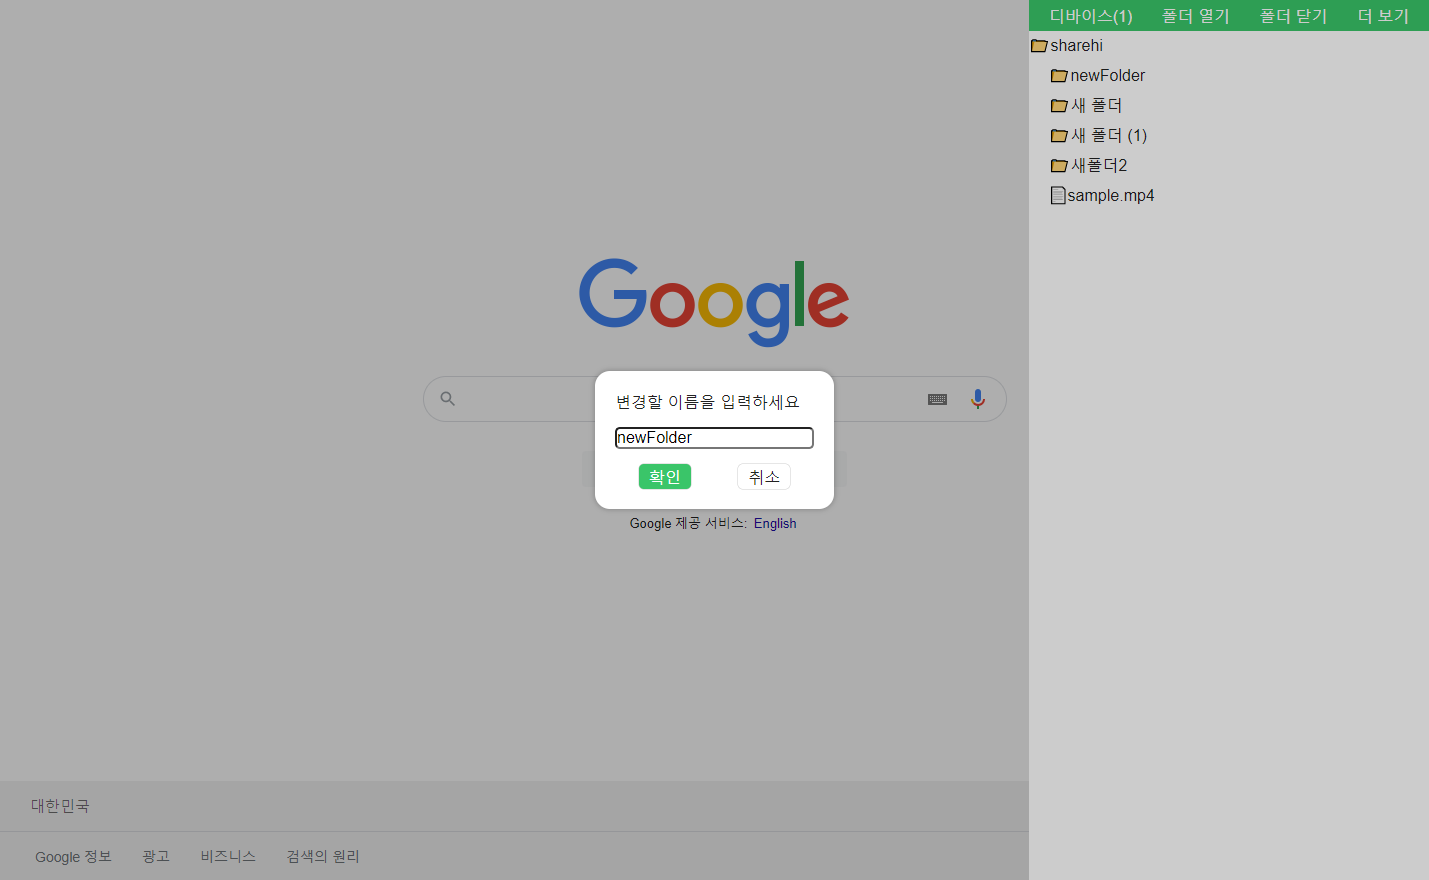 디바이스(1) 폴더 열기 폴더 닫기 더 보기
sharehi
newFolder
새 폴더
새 폴더 (1)
새폴더2
sample.mp4
Google
변경할 이름을 입력하세요
newFolder
확인 취소
Google 제공 서비스: English
대한민국
Google 정보 광고 비즈니스 검색의 원리